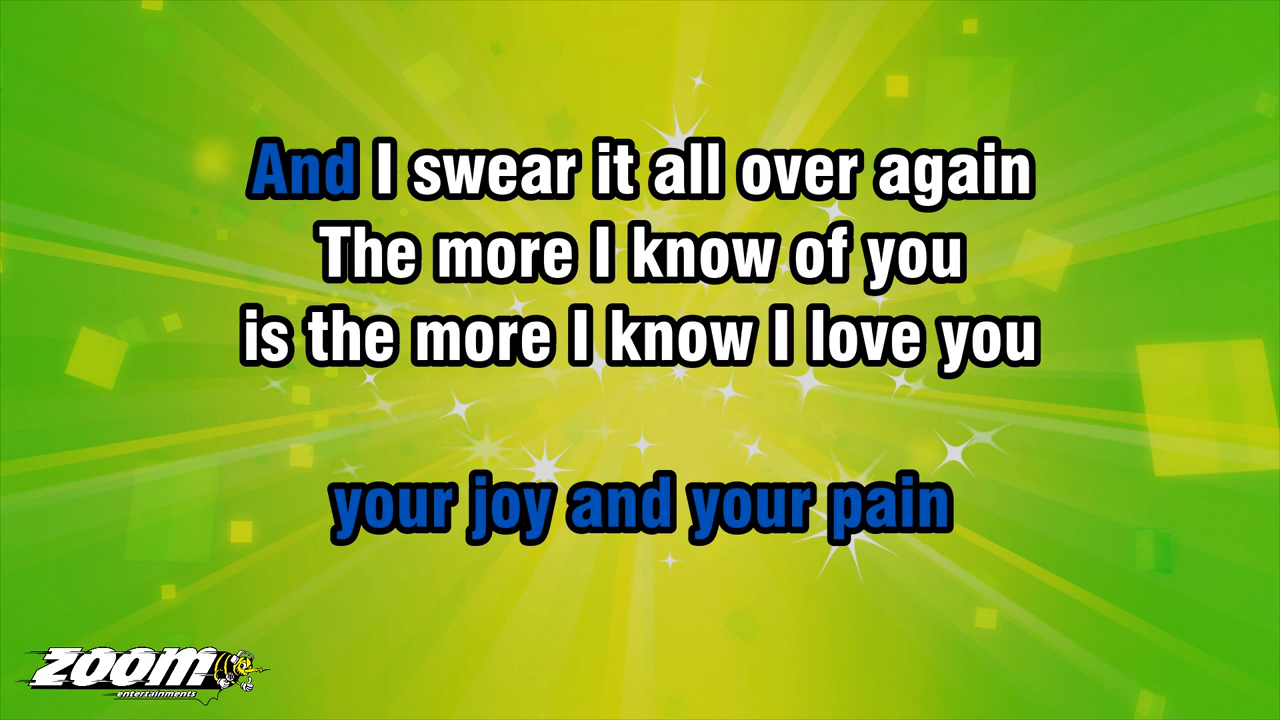 And I swear it all over again
The more I know of you
is the more I know I love you
your joy and your pain
zoom
entertainments